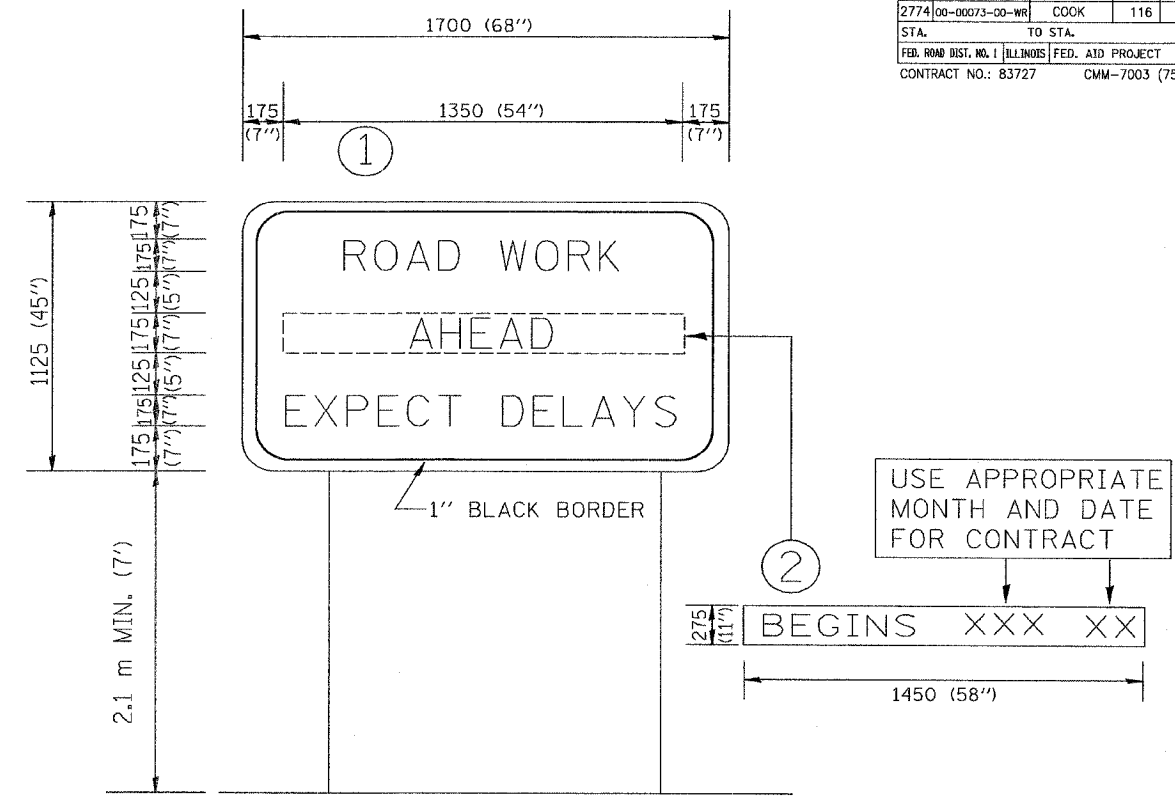 2774 00-00073-00-WR COOK 116
STA. TO STA.
FED. ROAD DIST. NO. 1 ILLINOIS FED. AID PROJECT
CONTRACT NO.: 83727 CMM-7003 (75
1700 (68")
175 (7")
1350 (54")
175 (7")
1
1125 (45")
175 (7")
175 (7")
125 (5")
175 (7")
125 (5")
175 (7")
175 (7")
ROAD WORK
AHEAD
EXPECT DELAYS
1" BLACK BORDER
2.1 m MIN. (7')
2
USE APPROPRIATE
MONTH AND DATE
FOR CONTRACT
275 (11")
BEGINS XXX XX
1450 (58")